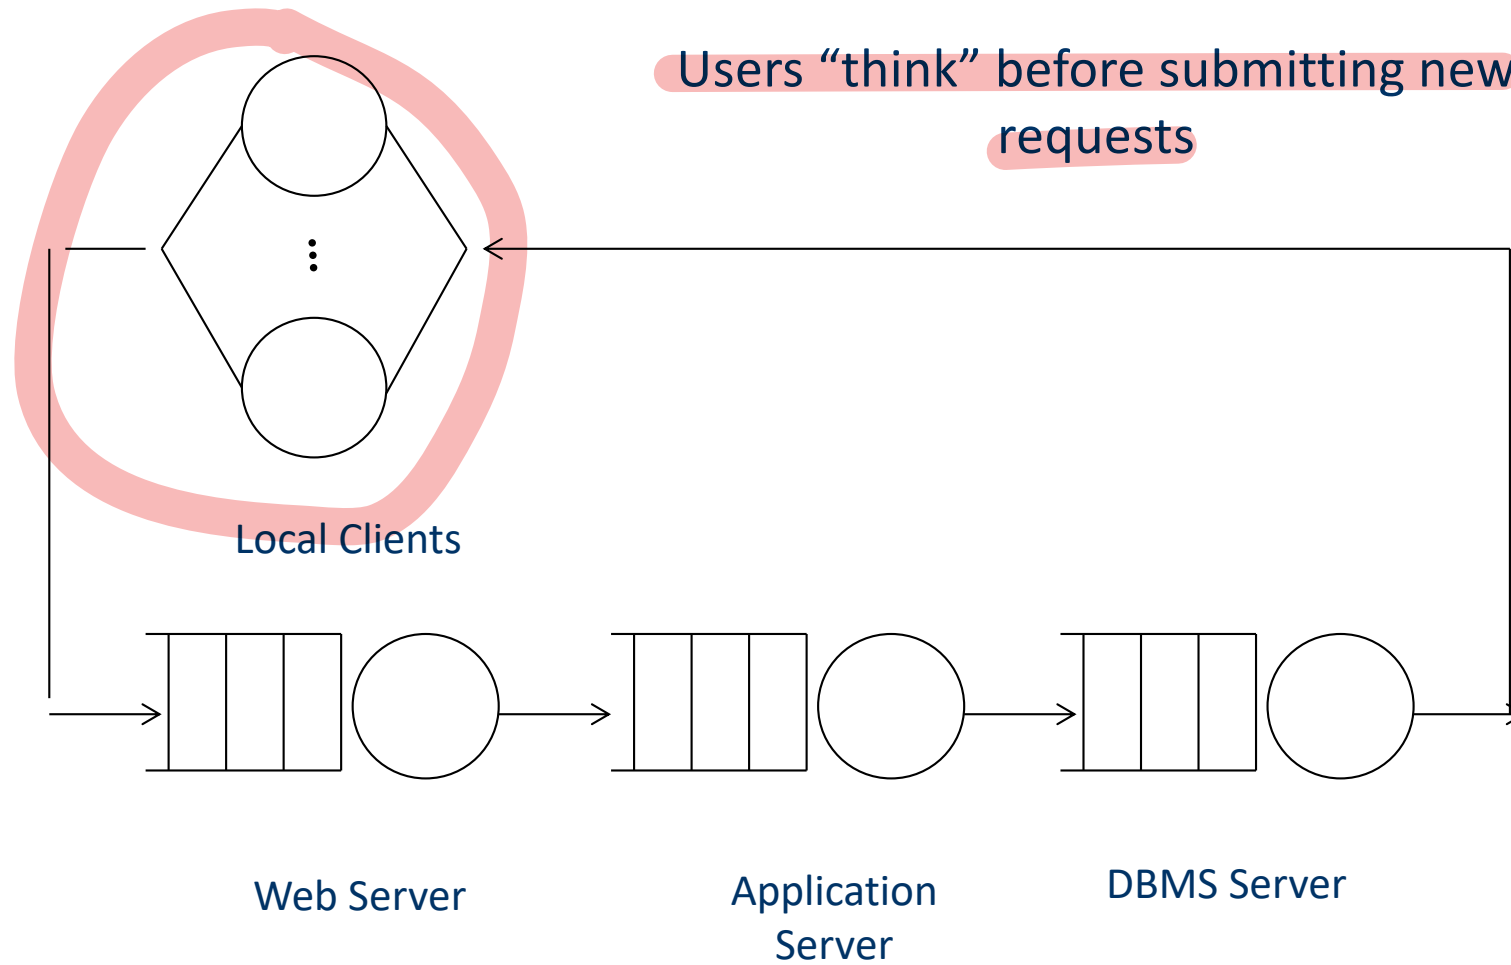 Users “think” before submitting new
requests
Local Clients
Web Server
Application
Server
DBMS Server